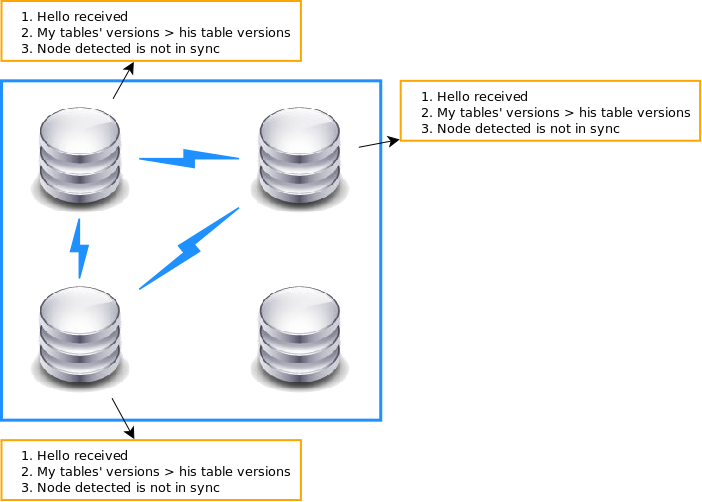 1. Hello received
2. My tables' versions > his table versions
3. Node detected is not in sync
1. Hello received
2. My tables' versions > his table versions
3. Node detected is not in sync
1. Hello received
2. My tables' versions > his table versions
3. Node detected is not in sync